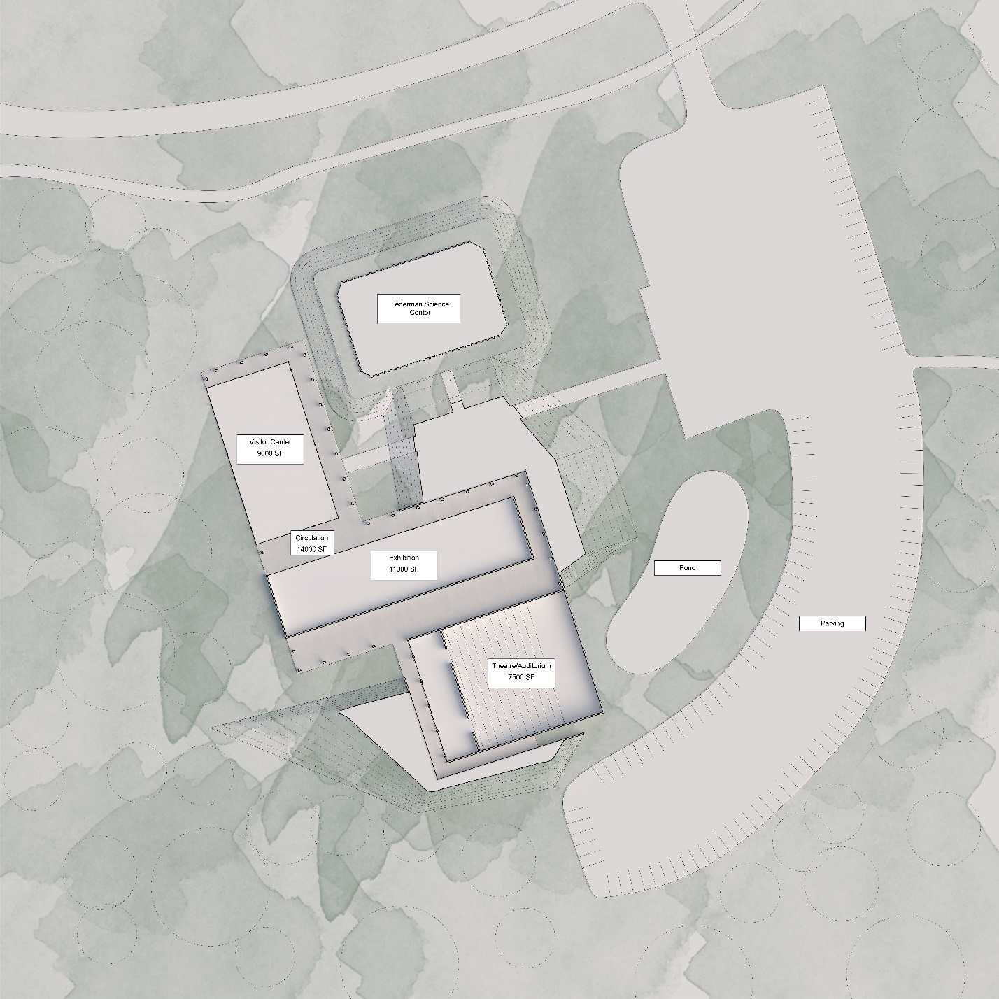 Lederman Science
Center
Visitor Center
9000 SF
Circulation
14000 SF
Exhibition
11000 SF
Pond
Parking
Theatre/Auditorium
7500 SF